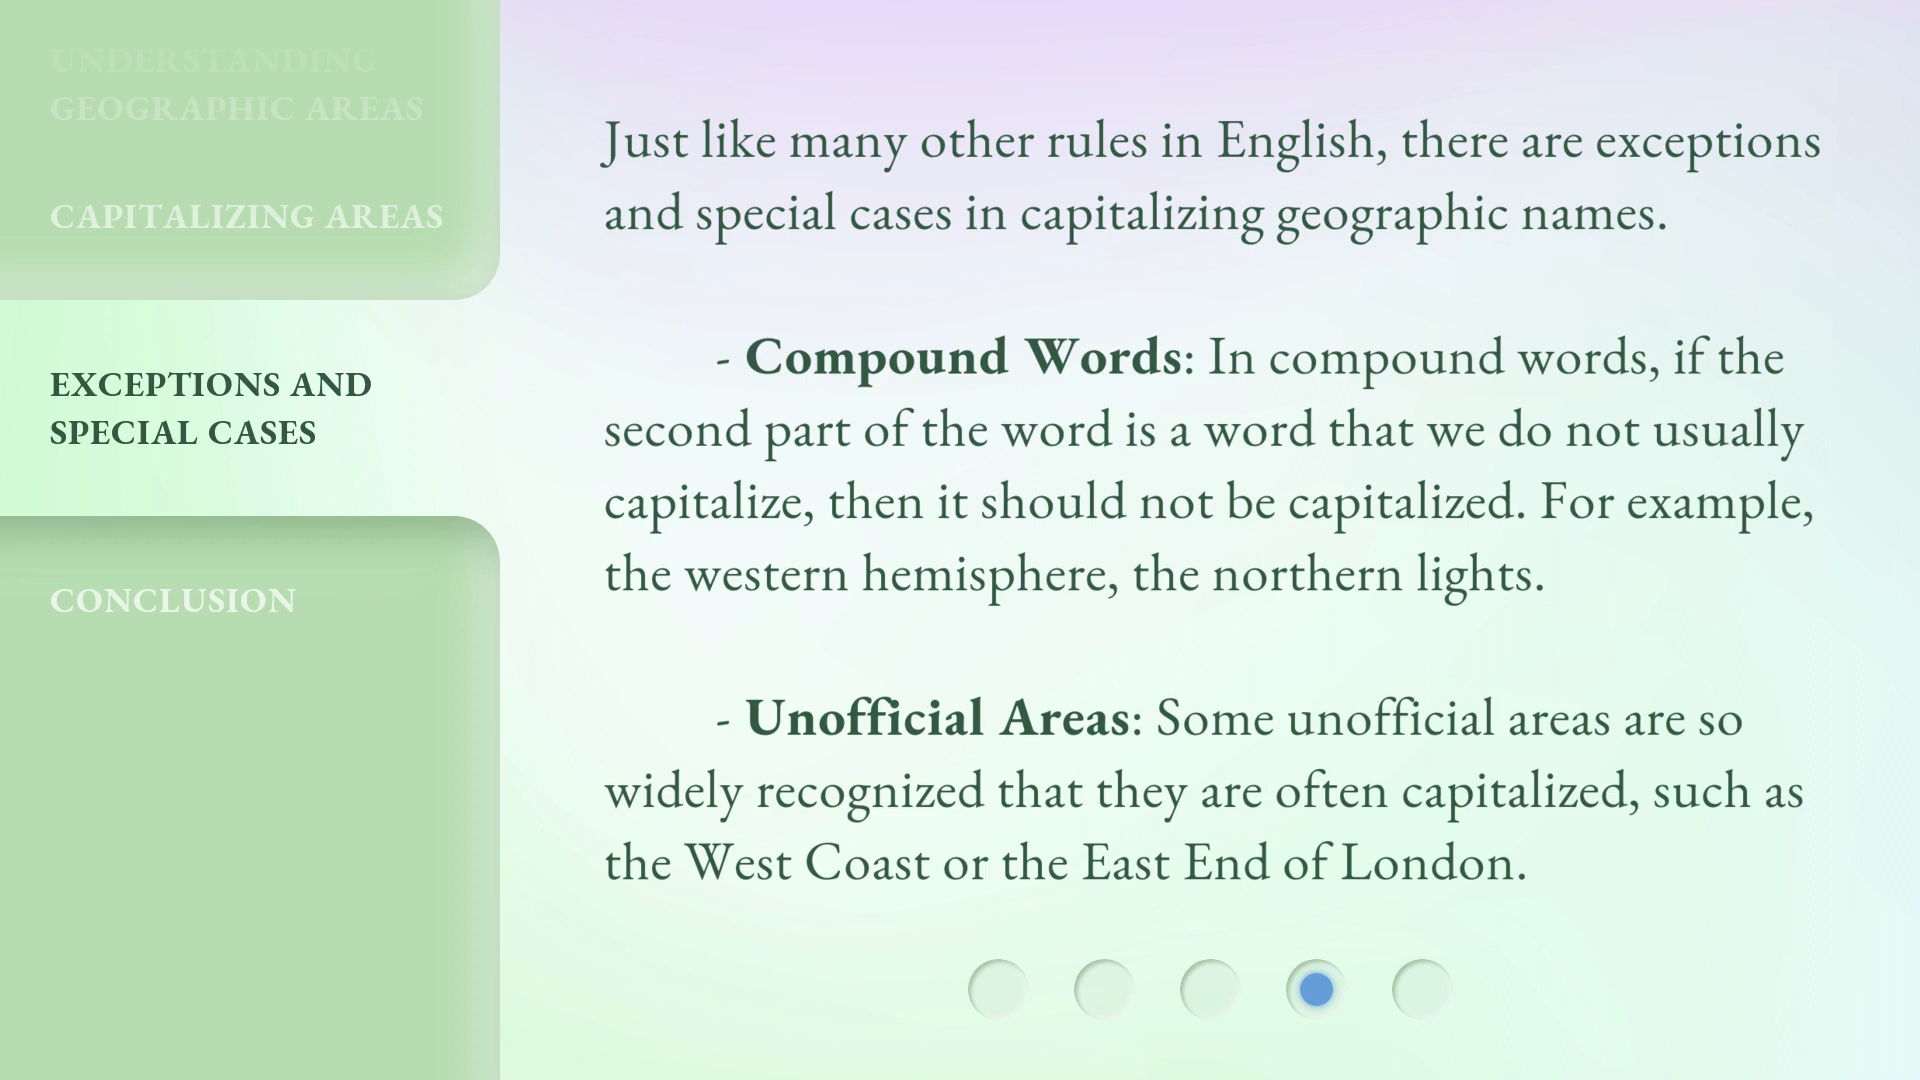 UNDERSTANDING
GEOGRAPHIC AREAS
CAPITALIZING AREAS
EXCEPTIONS AND
SPECIAL CASES
CONCLUSION
Just like many other rules in English, there are exceptions
and special cases in capitalizing geographic names.
- Compound Words: In compound words, if the
second part of the word is a word that we do not usually
capitalize, then it should not be capitalized. For example,
the western hemisphere, the northern lights.
- Unofficial Areas: Some unofficial areas are so
widely recognized that they are often capitalized, such as
the West Coast or the East End of London.